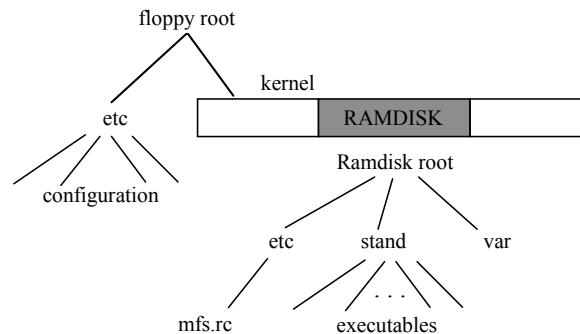 floppy root
kernel
etc
RAMDISK
Ramdisk root
configuration
etc stand var
. . .
mfs.rc executables